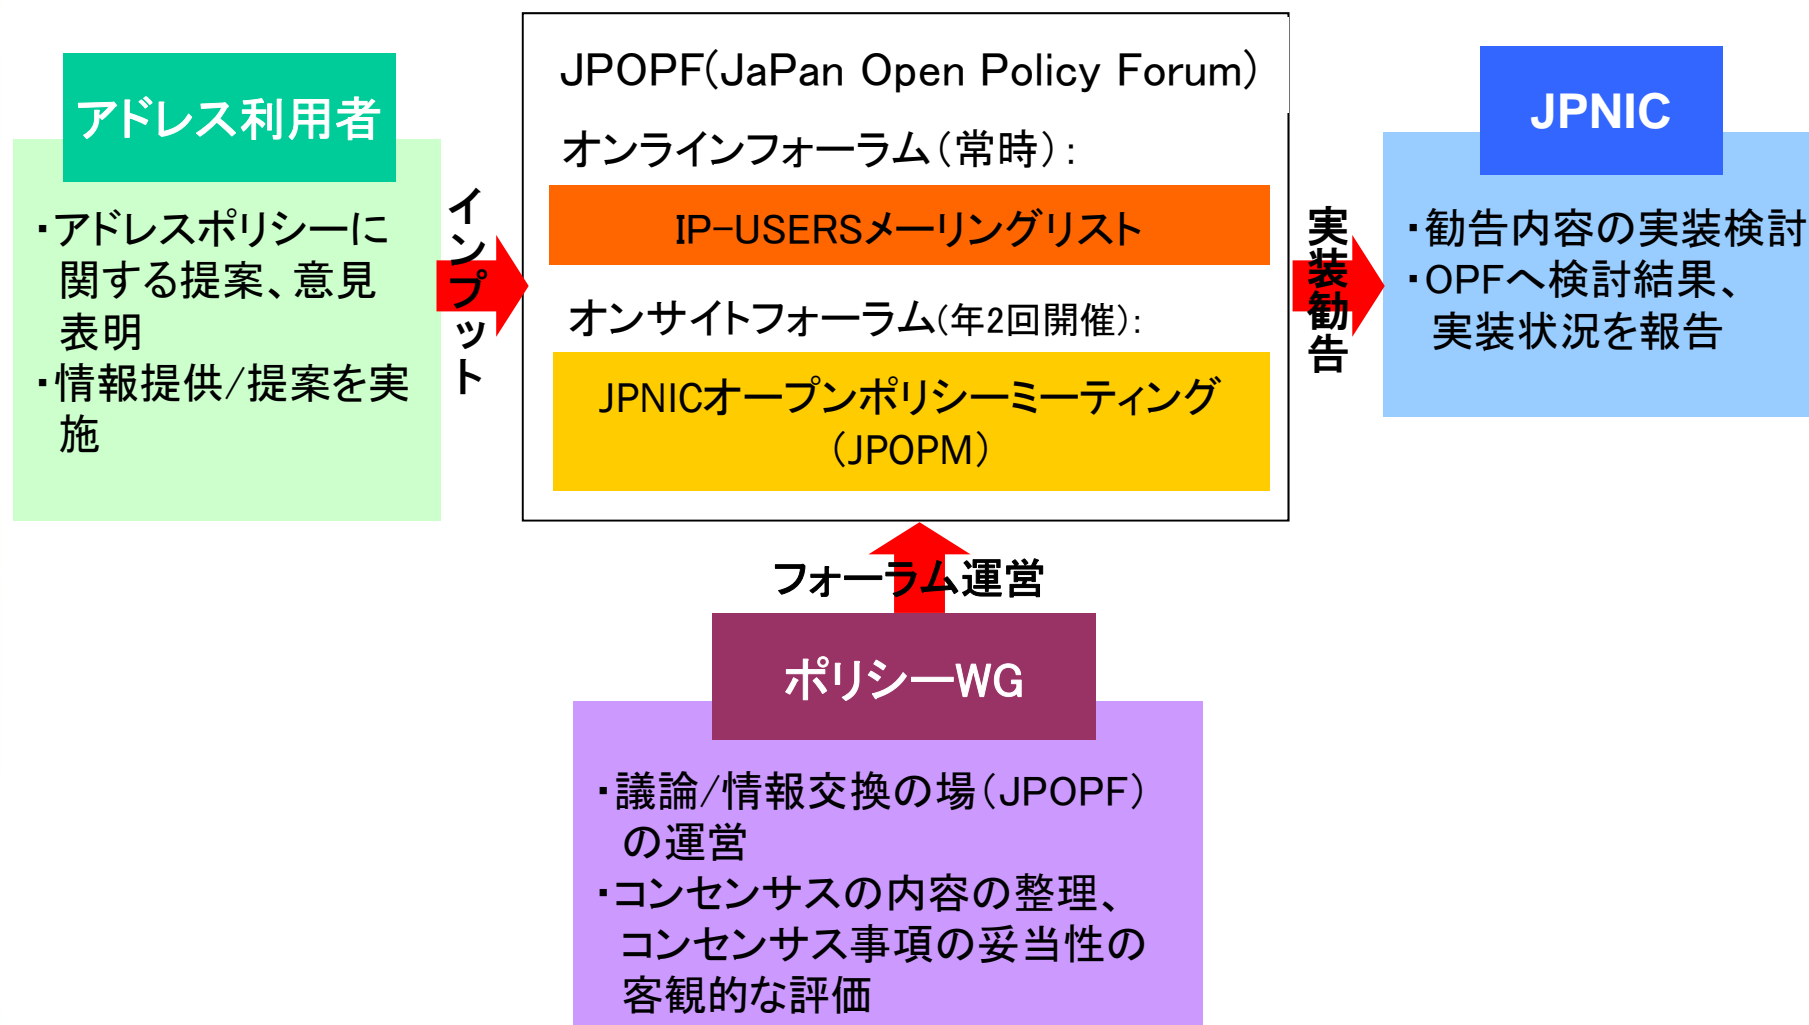 アドレス利用者
・アドレスポリシーに
関する提案、意見
表明
・情報提供/提案を実
施
インプット
JPOPF(JaPan Open Policy Forum)
オンラインフォーラム（常時）：
IP-USERSメーリングリスト
オンサイトフォーラム(年2回開催)：
JPNICオープンポリシーミーティング
（JPOPM）
実装勧告
JPNIC
・勧告内容の実装検討
・OPFへ検討結果、
実装状況を報告
フォーラム運営
ポリシーWG
・議論/情報交換の場（JPOPF）
の運営
・コンセンサスの内容の整理、
コンセンサス事項の妥当性の
客観的な評価